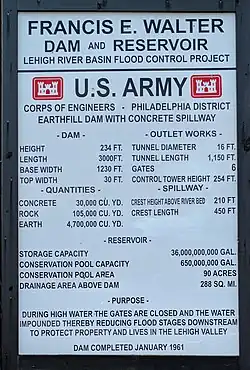 FRANCIS E. WALTER
DAM AND RESERVOIR
LEHIGH RIVER BASIN FLOOD CONTROL PROJECT
U.S. ARMY
CORPS OF ENGINEERS - PHILADELPHIA DISTRICT
EARTHFILL DAM WITH CONCRETE SPILLWAY
- DAM - - OUTLET WORKS -
HEIGHT 234 FT. TUNNEL DIAMETER 16 FT.
LENGTH 3000FT. TUNNEL LENGTH 1,150 FT.
BASE WIDTH 1230 FT. GATES 6
TOP WIDTH 30 FT. CONTROL TOWER HEIGHT 254 FT.
- QUANTITIES - - SPILLWAY -
CONCRETE 30,000 CU. YD. CREST HEIGHT ABOVE RIVER BED 210 FT
ROCK 105,000 CU. YD. CREST LENGTH 450 FT
EARTH 4,700,000 CU. YD.
- RESERVOIR -
STORAGE CAPACITY 36,000,000,000 GAL.
CONSERVATION POOL CAPACITY 650,000,000 GAL.
CONSERVATION POOL AREA 90 ACRES
DRAINAGE AREA ABOVE DAM 288 SQ. MI.
- PURPOSE -
DURING HIGH WATER THE GATES ARE CLOSED AND THE WATER
IMPOUNDED THEREBY REDUCING FLOOD STAGES DOWNSTREAM
TO PROTECT PROPERTY AND LIVES IN THE LEHIGH VALLEY
DAM COMPLETED JANUARY 1961